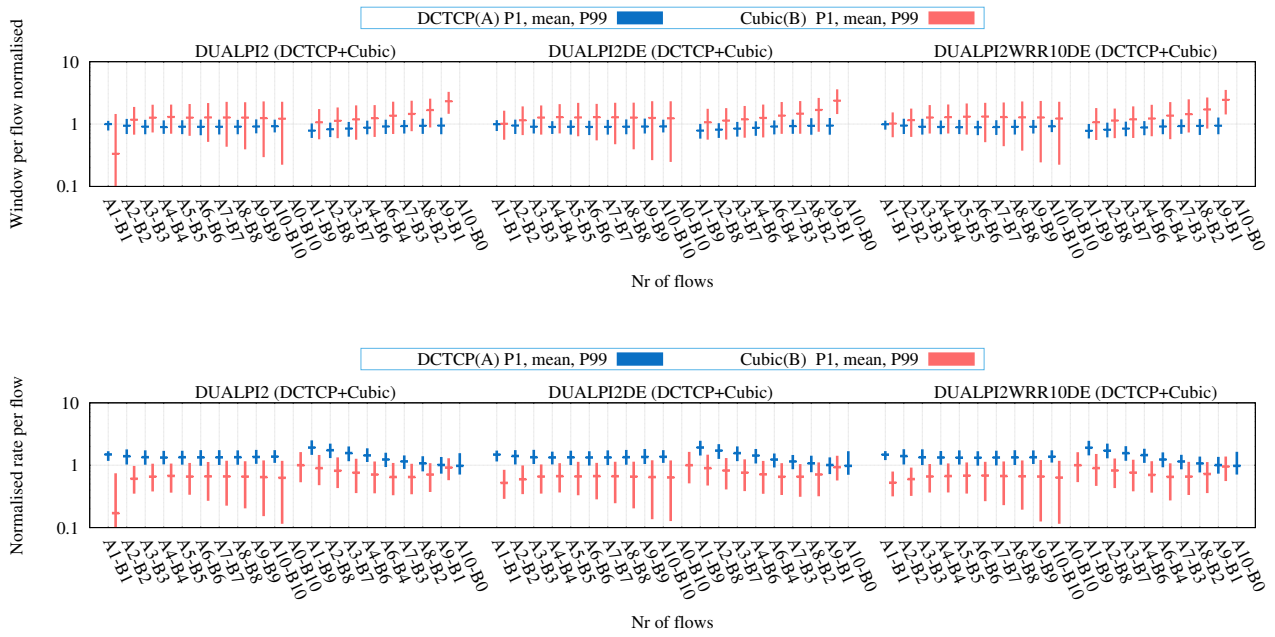 DCTCP(A) P1, mean, P99 Cubic(B) P1, mean, P99
DUALPI2 (DCTCP+Cubic) DUALPI2DE (DCTCP+Cubic) DUALPI2WRR10DE (DCTCP+Cubic)
Window per flow normalised
10
1
0.1
A1-B1 A2-B2 A3-B3 A4-B4 A5-B5 A6-B6 A7-B7 A8-B8 A9-B9 A10-B10 A0-B10 A1-B9 A2-B8 A3-B7 A4-B6 A6-B4 A7-B3 A8-B2 A9-B1 A10-B0 A1-B1 A2-B2 A3-B3 A4-B4 A5-B5 A6-B6 A7-B7 A8-B8 A9-B9 A10-B10 A0-B10 A1-B9 A2-B8 A3-B7 A4-B6 A6-B4 A7-B3 A8-B2 A9-B1 A10-B0 A1-B1 A2-B2 A3-B3 A4-B4 A5-B5 A6-B6 A7-B7 A8-B8 A9-B9 A10-B10 A0-B10 A1-B9 A2-B8 A3-B7 A4-B6 A6-B4 A7-B3 A8-B2 A9-B1 A10-B0
Nr of flows
DCTCP(A) P1, mean, P99 Cubic(B) P1, mean, P99
DUALPI2 (DCTCP+Cubic) DUALPI2DE (DCTCP+Cubic) DUALPI2WRR10DE (DCTCP+Cubic)
Normalised rate per flow
10
1
0.1
A1-B1 A2-B2 A3-B3 A4-B4 A5-B5 A6-B6 A7-B7 A8-B8 A9-B9 A10-B10 A0-B10 A1-B9 A2-B8 A3-B7 A4-B6 A6-B4 A7-B3 A8-B2 A9-B1 A10-B0 A1-B1 A2-B2 A3-B3 A4-B4 A5-B5 A6-B6 A7-B7 A8-B8 A9-B9 A10-B10 A0-B10 A1-B9 A2-B8 A3-B7 A4-B6 A6-B4 A7-B3 A8-B2 A9-B1 A10-B0 A1-B1 A2-B2 A3-B3 A4-B4 A5-B5 A6-B6 A7-B7 A8-B8 A9-B9 A10-B10 A0-B10 A1-B9 A2-B8 A3-B7 A4-B6 A6-B4 A7-B3 A8-B2 A9-B1 A10-B0
Nr of flows